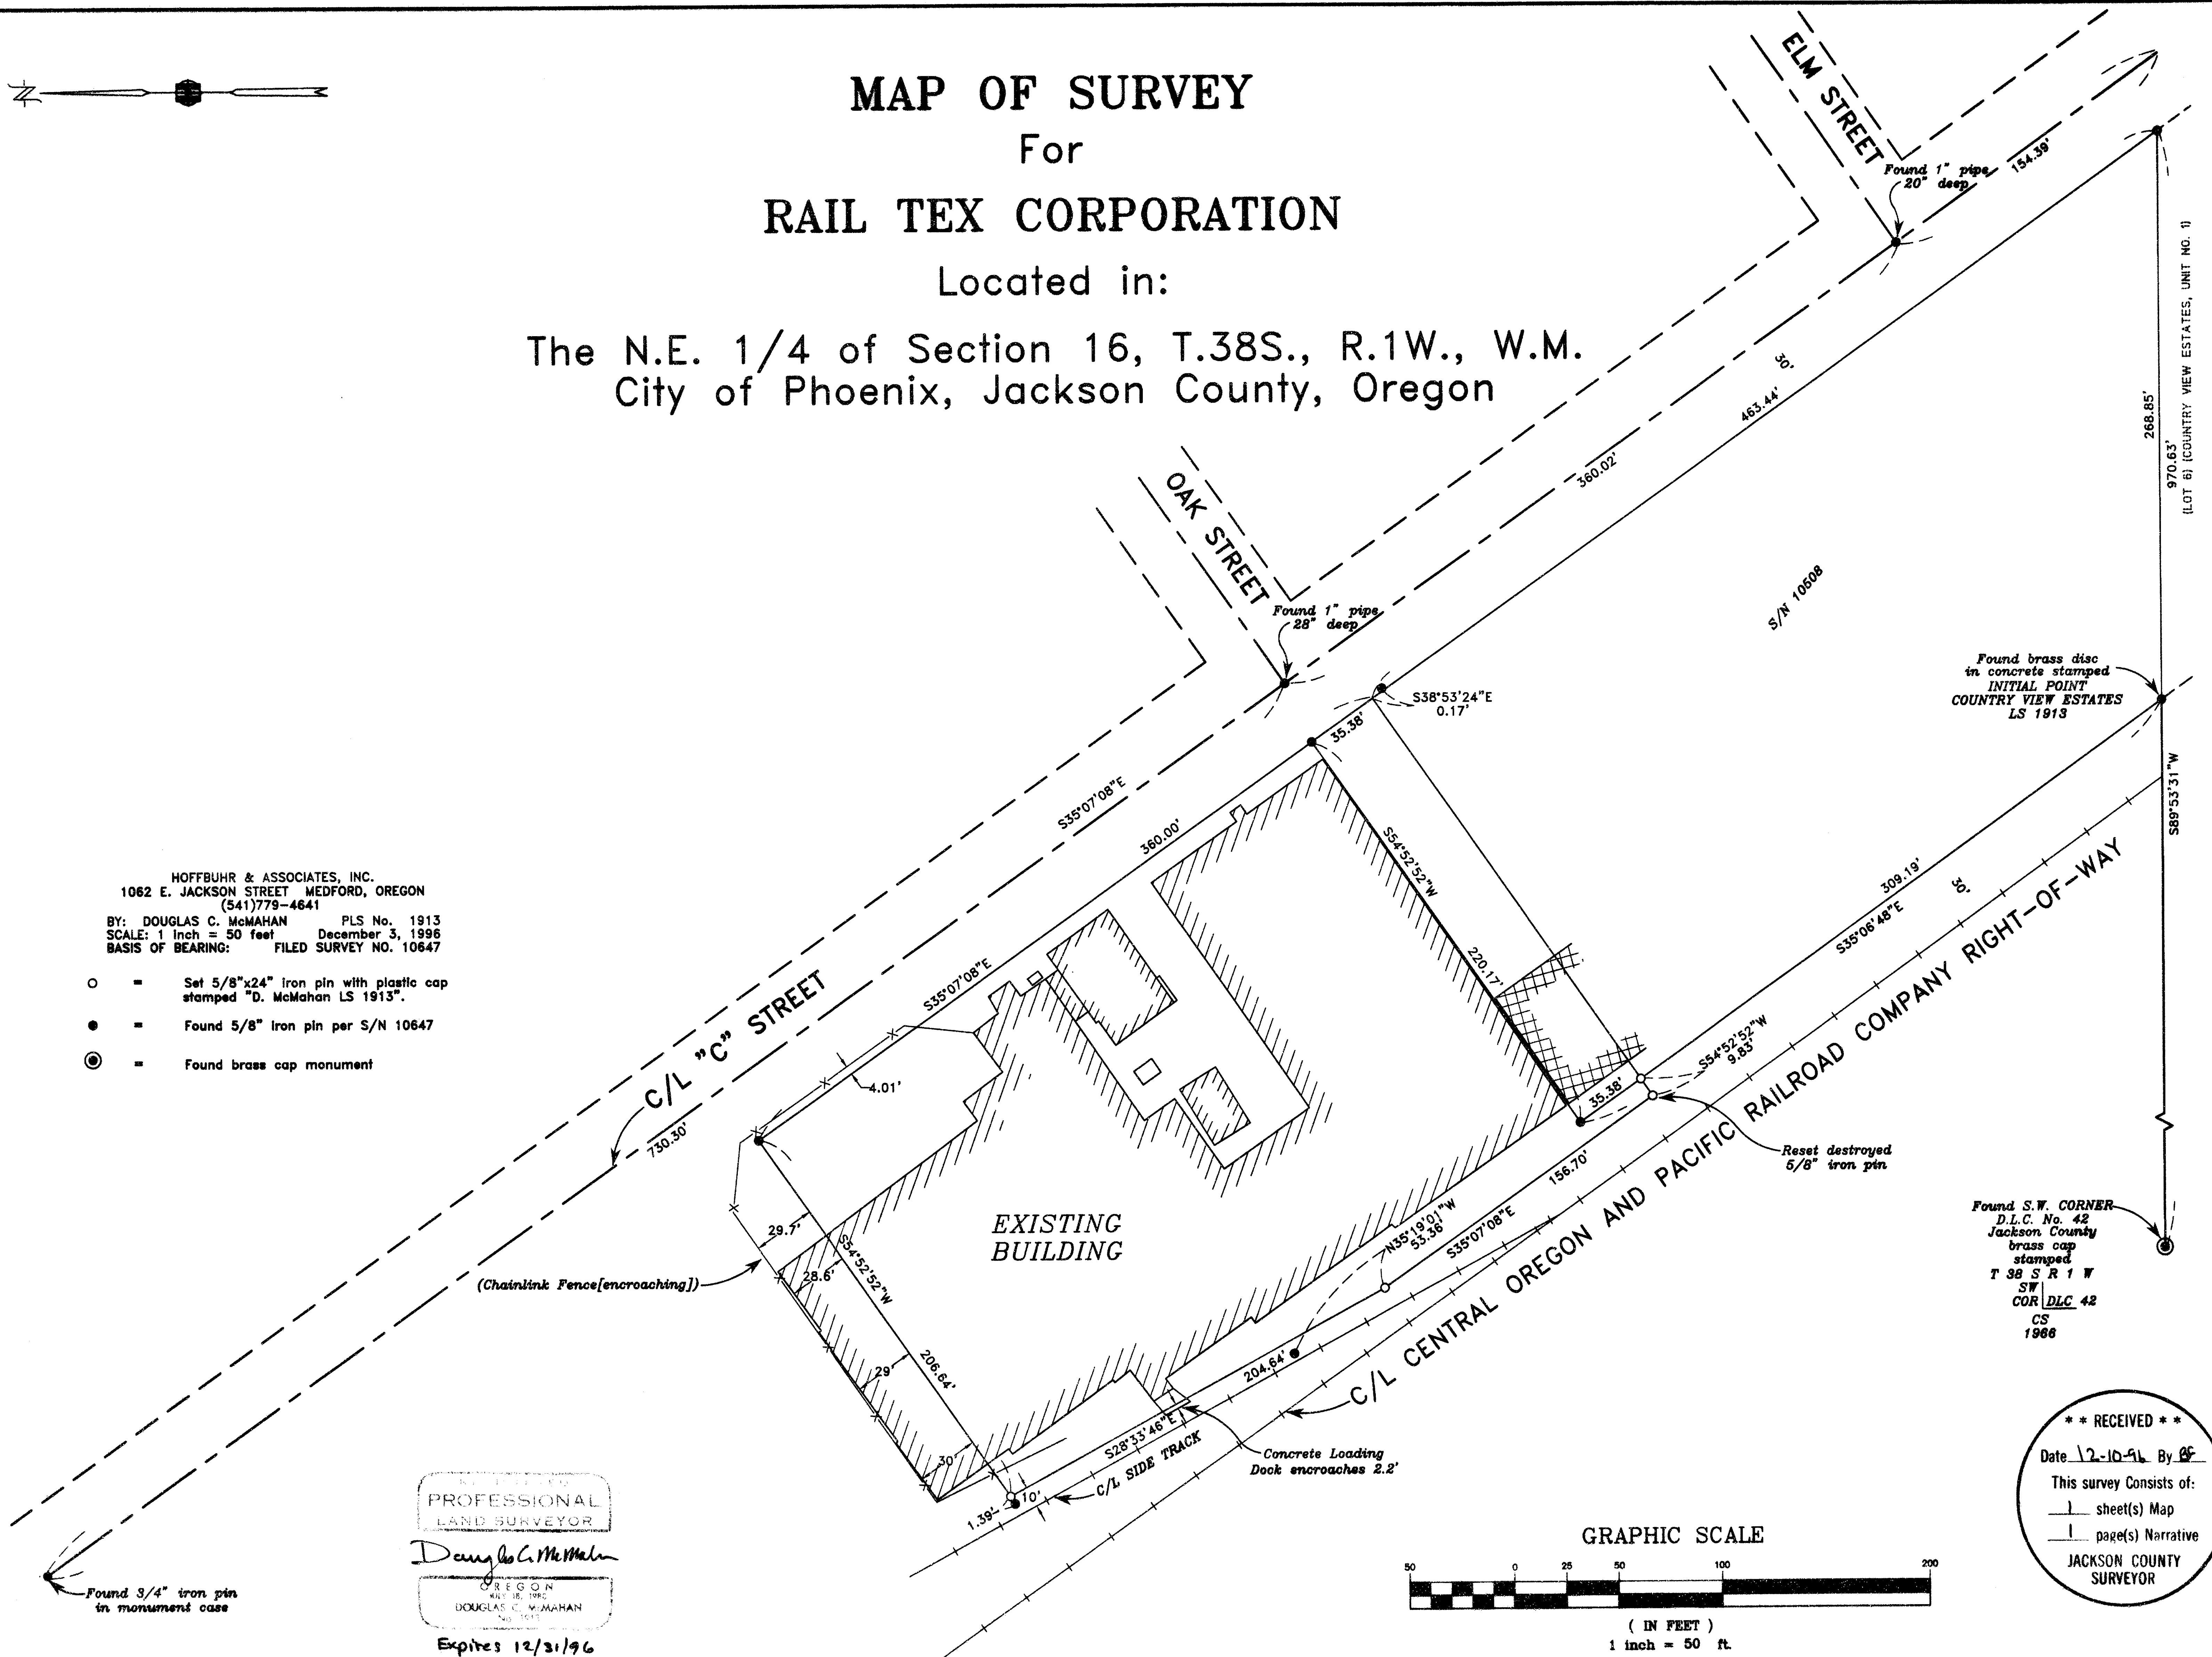 MAP OF SURVEY
For
RAIL TEX CORPORATION
Located in:
The N.E. 1/4 of Section 16, T.38S., R.1W., W.M.
City of Phoenix, Jackson County, Oregon
N
ELM STREET
Found 1" pipe
20" deep
154.39'
30'
463.44'
360.02'
268.85'
970.63'
(LOT 6) (COUNTRY VIEW ESTATES, UNIT NO. 1)
OAK STREET
Found 1" pipe
28" deep
S/N 10508
S38°53'24"E
0.17'
35.38'
Found brass disc
in concrete stamped
INITIAL POINT
COUNTRY VIEW ESTATES
LS 1913
S89°53'31"W
S35°07'08"E
360.00'
S54°52'52"W
220.17'
309.19'
30'
S35°06'48"E
HOFFBUHR & ASSOCIATES, INC.
1062 E. JACKSON STREET MEDFORD, OREGON
(541)779-4641
BY: DOUGLAS C. McMAHAN PLS No. 1913
SCALE: 1 inch = 50 feet December 3, 1996
BASIS OF BEARING: FILED SURVEY NO. 10647
= Set 5/8"x24" iron pin with plastic cap
stamped "D. McMahan LS 1913".
= Found 5/8" iron pin per S/N 10647
= Found brass cap monument
S35°07'08"E
C/L "C" STREET
730.30'
4.01'
S54°52'52"W
9.83'
35.38'
Reset destroyed
5/8" iron pin
156.70'
S35°07'08"E
N35°19'01"W
53.36'
C/L CENTRAL OREGON AND PACIFIC RAILROAD COMPANY RIGHT-OF-WAY
EXISTING
BUILDING
29.7'
S54°52'52"W
28.6'
(Chainlink Fence[encroaching])
29'
206.64'
30'
204.64'
S28°33'46"E
C/L SIDE TRACK
1.39'
10'
Concrete Loading
Dock encroaches 2.2'
Found S.W. CORNER
D.L.C. No. 42
Jackson County
brass cap
stamped
T 38 S R 1 W
SW
COR DLC 42
CS
1966
Found 3/4" iron pin
in monument case
PROFESSIONAL
LAND SURVEYOR
Douglas C. McMahan
OREGON
DOUGLAS C. McMAHAN
Expires 12/31/96
GRAPHIC SCALE
50 0 25 50 100 200
( IN FEET )
1 inch = 50 ft.
* * RECEIVED * *
Date 12-10-96 By
This survey Consists of:
1 sheet(s) Map
1 page(s) Narrative
JACKSON COUNTY
SURVEYOR